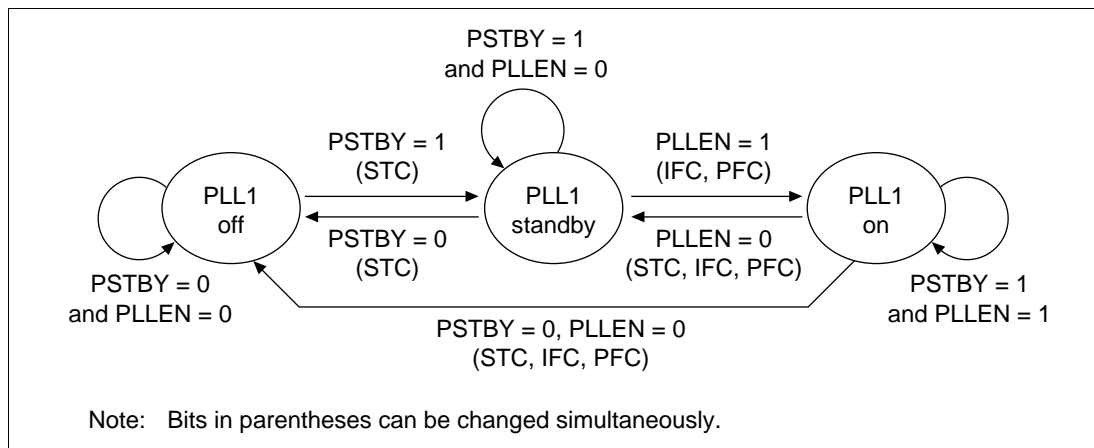 PSTBY = 1
and PLLEN = 0
PSTBY = 1
(STC)
PLLEN = 1
(IFC, PFC)
PLL1
off
PLL1
standby
PLL1
on
PSTBY = 0
(STC)
PLLEN = 0
(STC, IFC, PFC)
PSTBY = 0
and PLLEN = 0
PSTBY = 1
and PLLEN = 1
PSTBY = 0, PLLEN = 0
(STC, IFC, PFC)
Note: Bits in parentheses can be changed simultaneously.